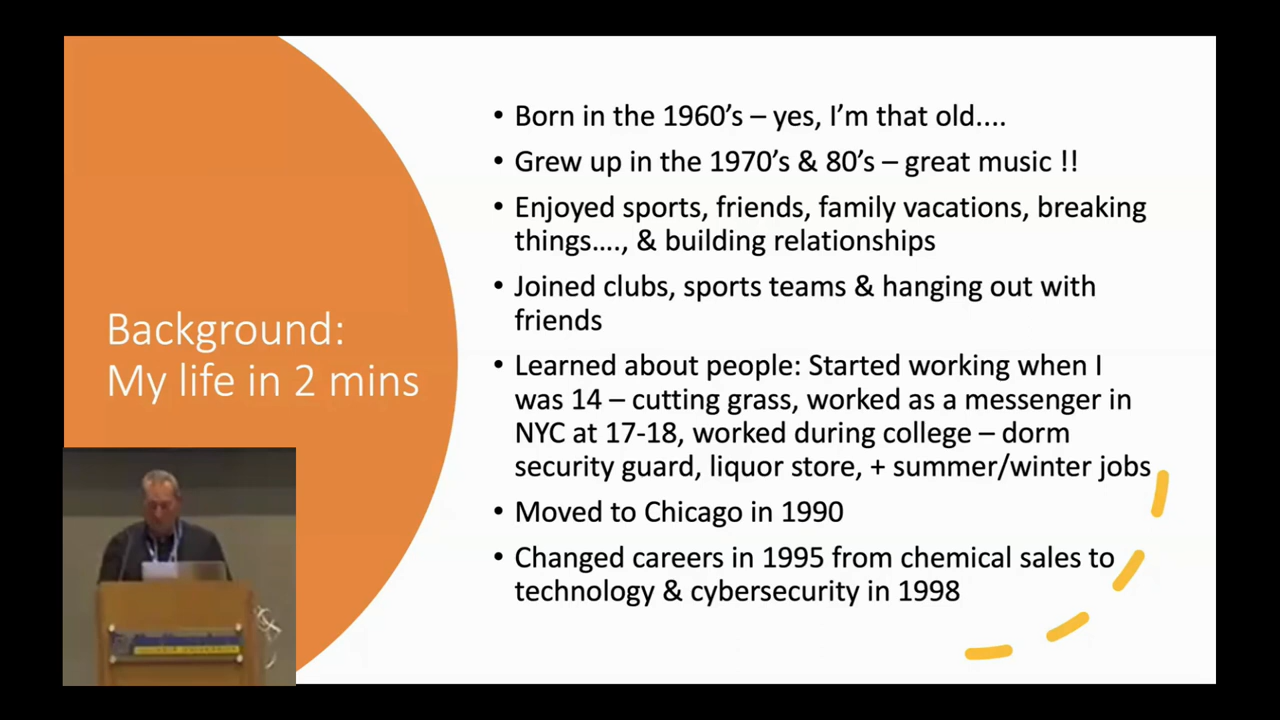 Background:
My life in 2 mins
• Born in the 1960’s – yes, I’m that old....
• Grew up in the 1970’s & 80’s – great music !!
• Enjoyed sports, friends, family vacations, breaking
things…., & building relationships
• Joined clubs, sports teams & hanging out with
friends
• Learned about people: Started working when I
was 14 – cutting grass, worked as a messenger in
NYC at 17-18, worked during college – dorm
security guard, liquor store, + summer/winter jobs
• Moved to Chicago in 1990
• Changed careers in 1995 from chemical sales to
technology & cybersecurity in 1998